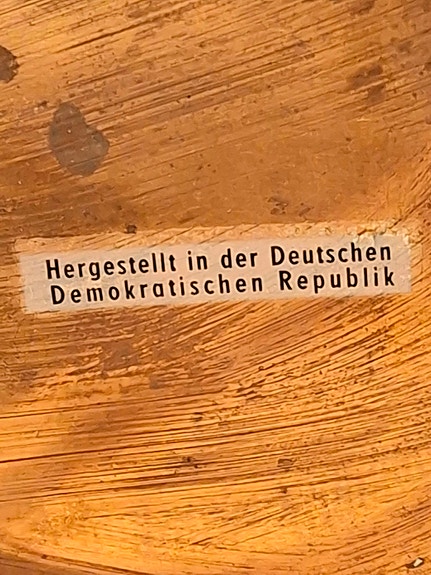 Hergestellt in der Deutschen
Demokratischen Republik